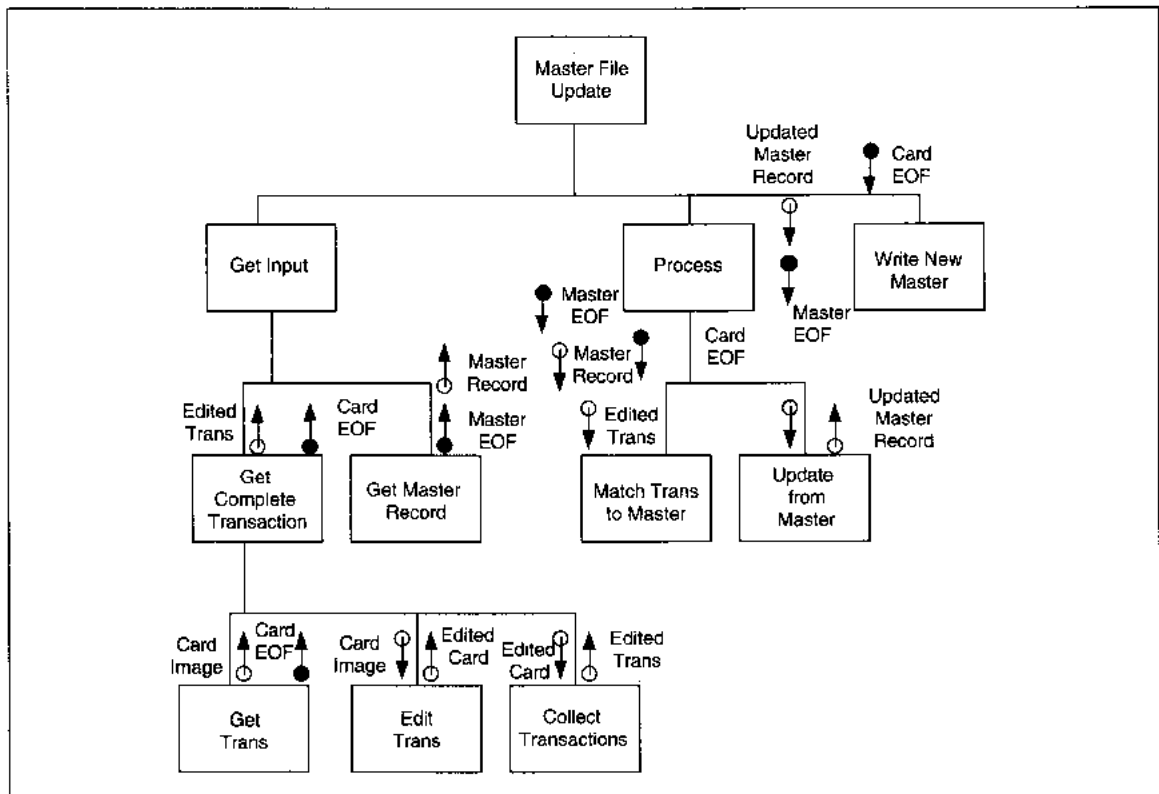 Master File
Update
Updated
Master
Record
Card
EOF
Get Input
Process
Write New
Master
Master
EOF
Card
EOF
Master
EOF
Master
Record
Master
Record
Edited
Trans
Card
EOF
Master
EOF
Edited
Trans
Updated
Master
Record
Get
Complete
Transaction
Get Master
Record
Match Trans
to Master
Update
from
Master
Card
Image
Card
EOF
Card
Image
Edited
Card
Edited
Card
Edited
Trans
Get
Trans
Edit
Trans
Collect
Transactions